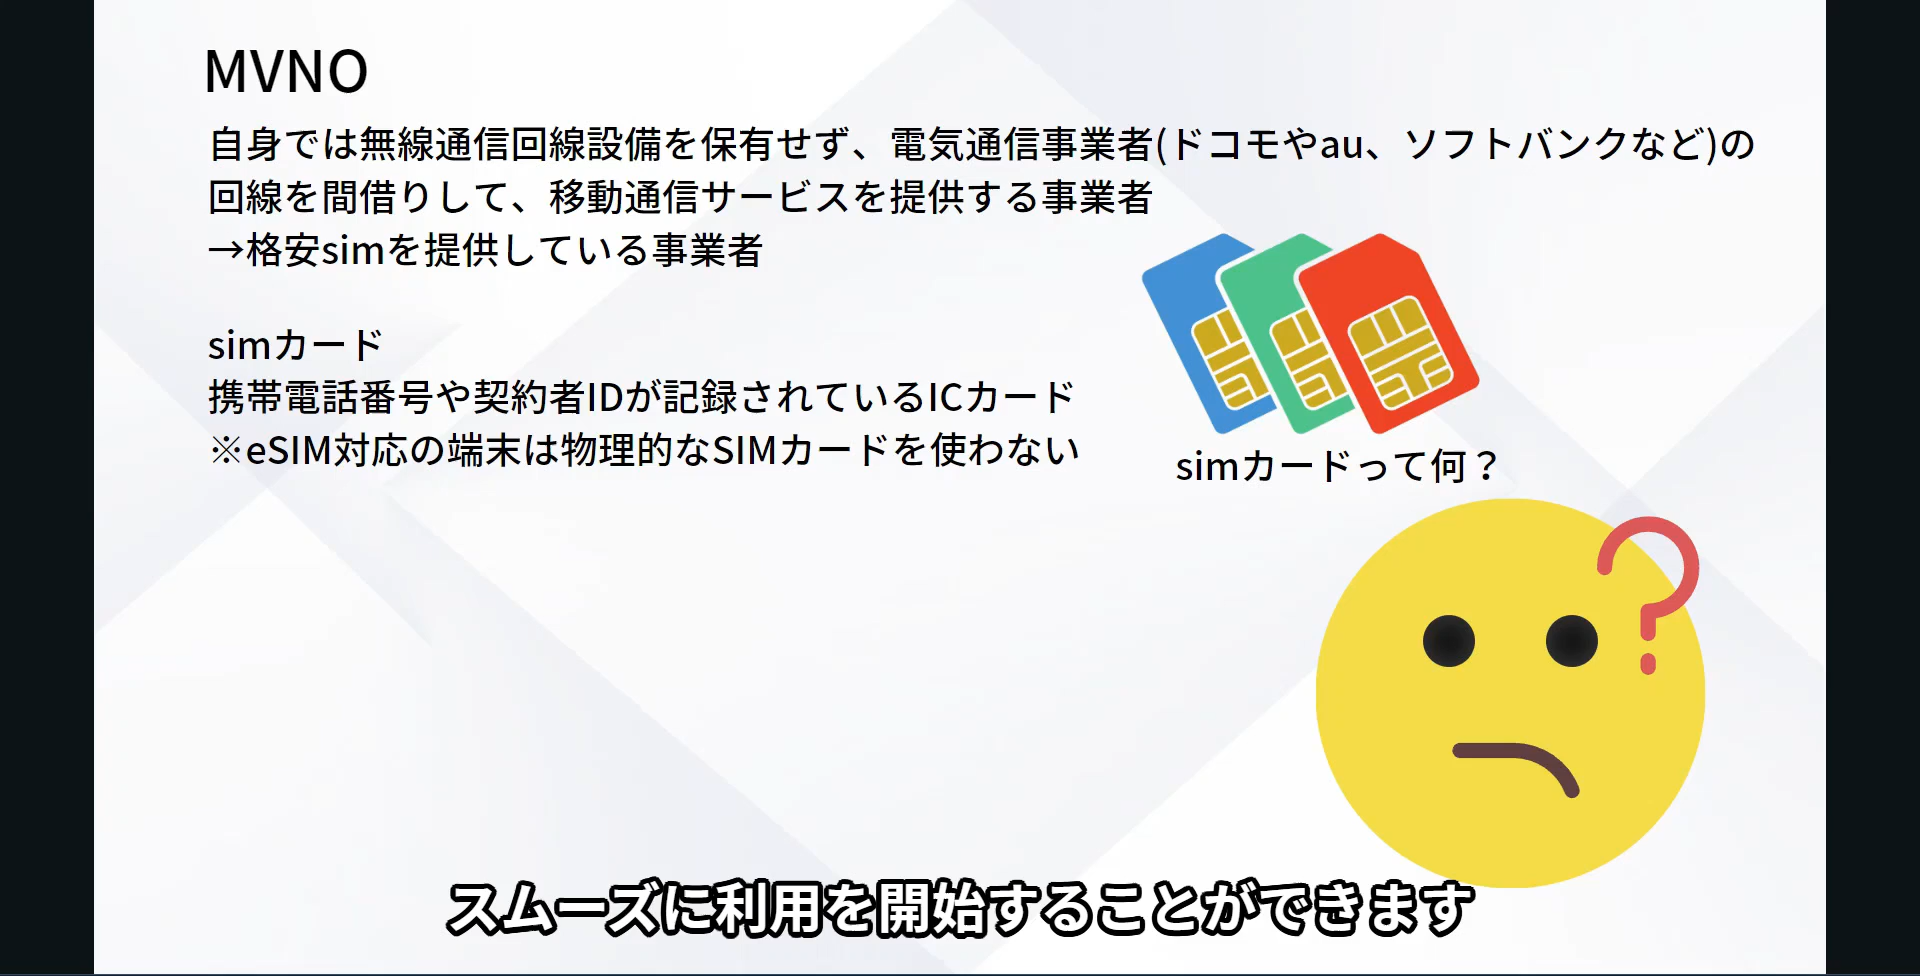 MVNO
自身では無線通信回線設備を保有せず、電気通信事業者(ドコモやau、ソフトバンクなど)の
回線を間借りして、移動通信サービスを提供する事業者
→格安simを提供している事業者
simカード
携帯電話番号や契約者IDが記録されているICカード
※eSIM対応の端末は物理的なSIMカードを使わない
simカードって何？
スムーズに利用を開始することができます